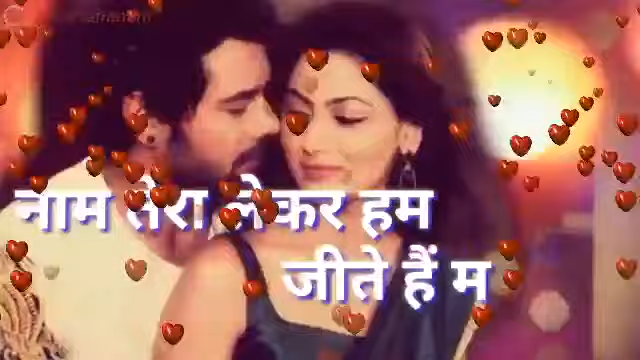 नाम तेरा लेकर हम
जीते हैं म